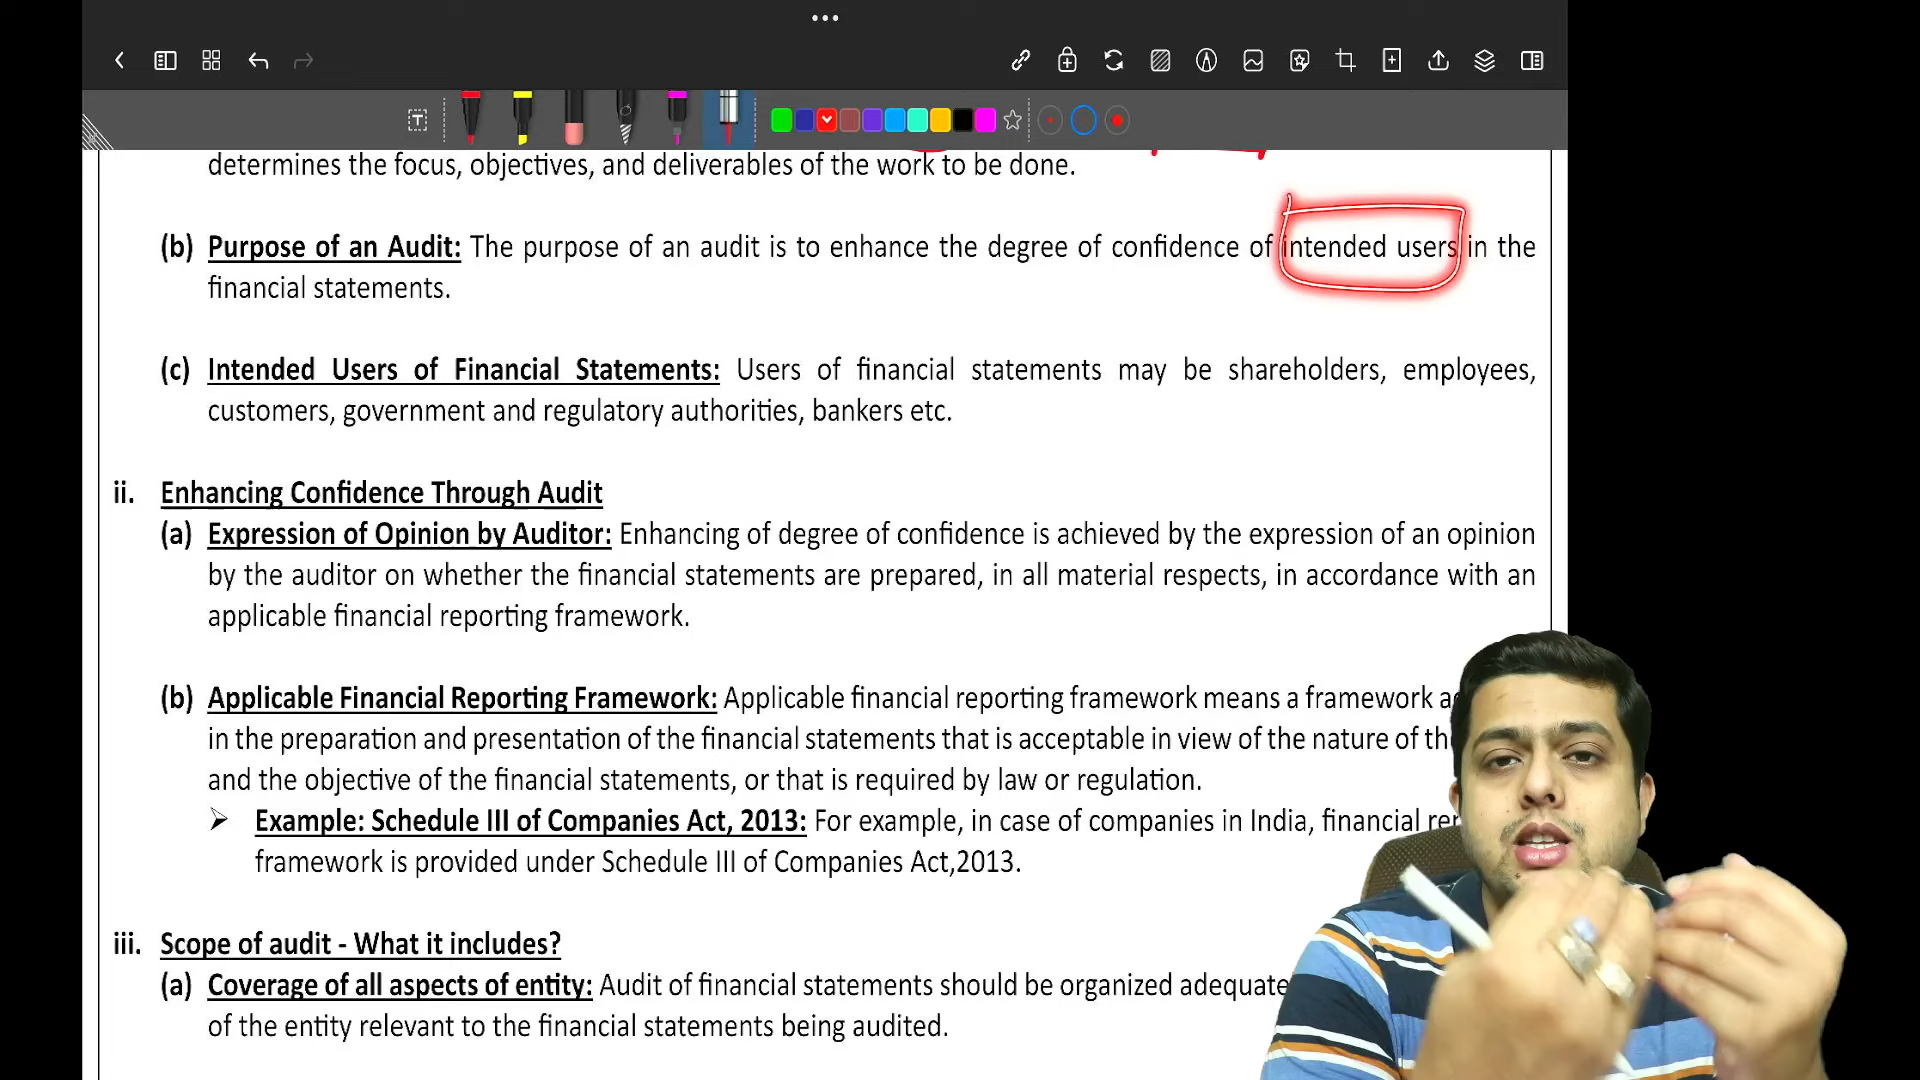 determines the focus, objectives, and deliverables of the work to be done.
(b) Purpose of an Audit: The purpose of an audit is to enhance the degree of confidence of intended users in the
financial statements.
(c) Intended Users of Financial Statements: Users of financial statements may be shareholders, employees,
customers, government and regulatory authorities, bankers etc.
ii. Enhancing Confidence Through Audit
(a) Expression of Opinion by Auditor: Enhancing of degree of confidence is achieved by the expression of an opinion
by the auditor on whether the financial statements are prepared, in all material respects, in accordance with an
applicable financial reporting framework.
(b) Applicable Financial Reporting Framework: Applicable financial reporting framework means a framework
in the preparation and presentation of the financial statements that is acceptable in view of the nature of
and the objective of the financial statements, or that is required by law or regulation.
➢ Example: Schedule III of Companies Act, 2013: For example, in case of companies in India, financial
framework is provided under Schedule III of Companies Act,2013.
iii. Scope of audit - What it includes?
(a) Coverage of all aspects of entity: Audit of financial statements should be organized
of the entity relevant to the financial statements being audited.